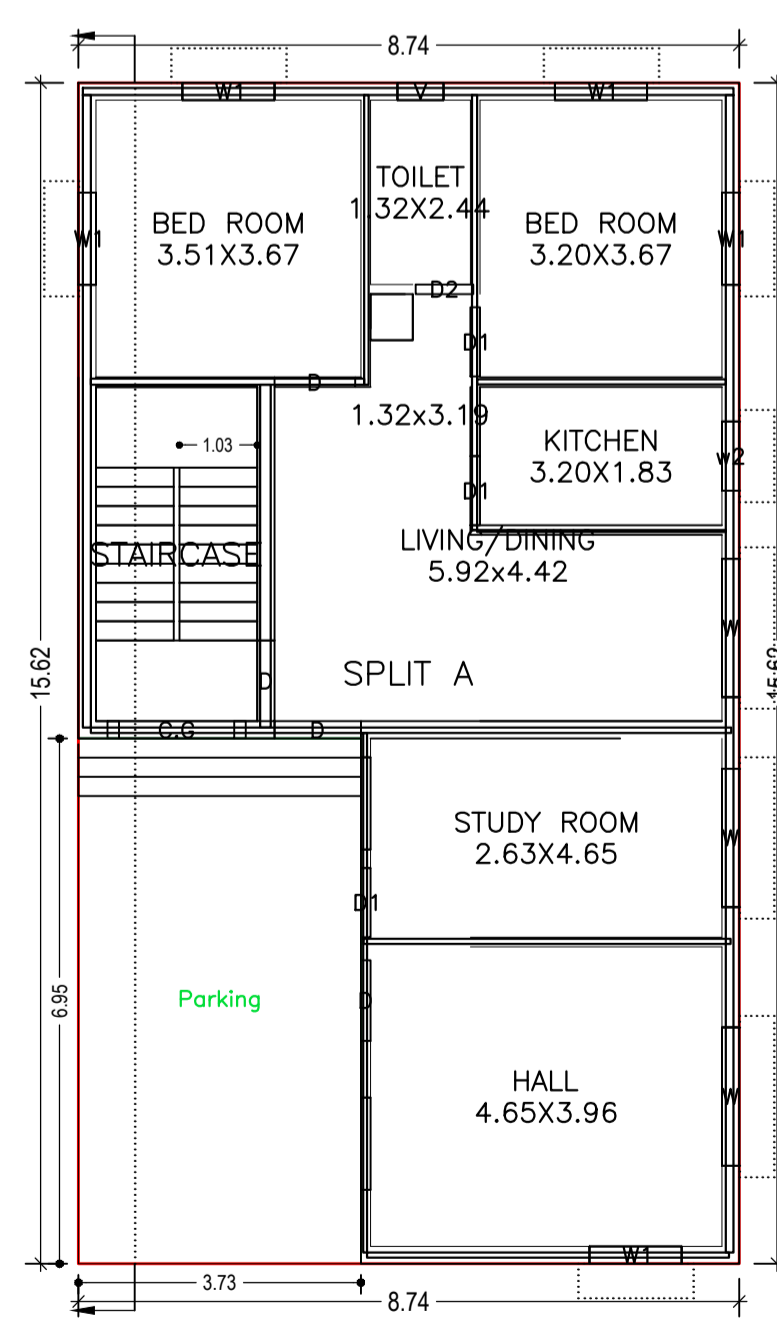 8.74
W1
V
W1
TOILET
1.32X2.44
BED ROOM
3.51X3.67
BED ROOM
3.20X3.67
W1
W1
D2
D1
D
1.32x3.19
1.03
KITCHEN
3.20X1.83
W2
D1
STAIRCASE
LIVING/DINING
5.92x4.42
W
15.62
15.62
SPLIT A
D
C.G
D
STUDY ROOM
2.63X4.65
W
D1
6.95
Parking
D
HALL
4.65X3.96
W
W1
3.73
8.74